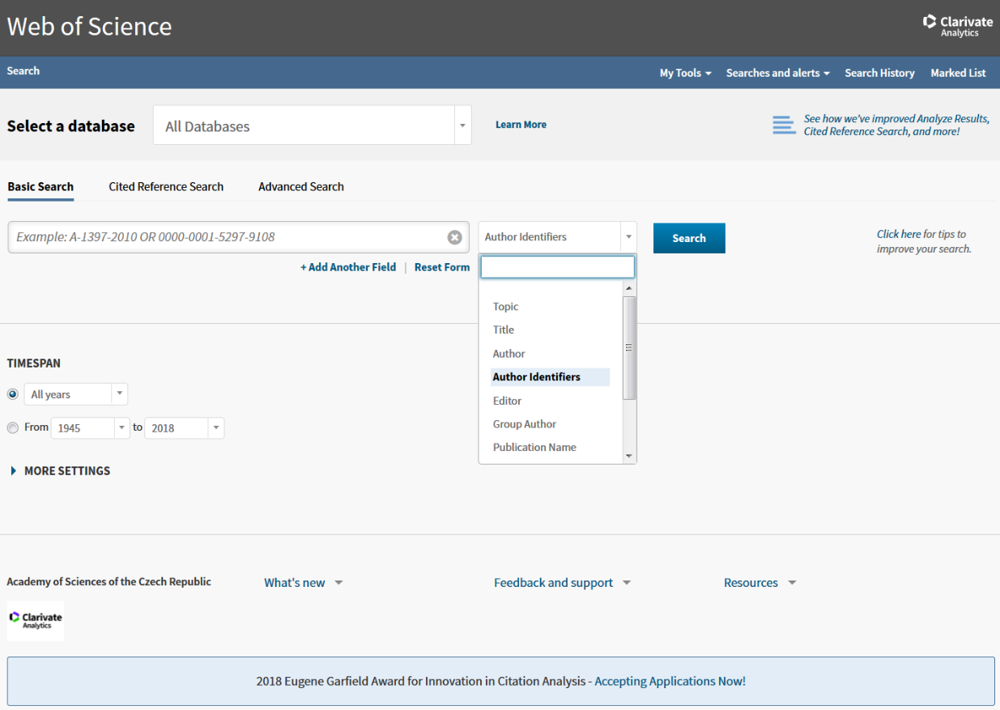 Web of Science
Clarivate
Analytics
Search
My Tools
Searches and alerts
Search History
Marked List
Select a database
All Databases
Learn More
See how we've improved Analyze Results,
Cited Reference Search, and more!
Basic Search
Cited Reference Search
Advanced Search
Example: A-1397-2010 OR 0000-0001-5297-9108
Author Identifiers
Search
Click here for tips to
improve your search.
+ Add Another Field | Reset Form
Topic
Title
Author
Author Identifiers
Editor
Group Author
Publication Name
TIMESPAN
All years
From 1945 to 2018
MORE SETTINGS
Academy of Sciences of the Czech Republic
What's new
Feedback and support
Resources
Clarivate
Analytics
2018 Eugene Garfield Award for Innovation in Citation Analysis - Accepting Applications Now!